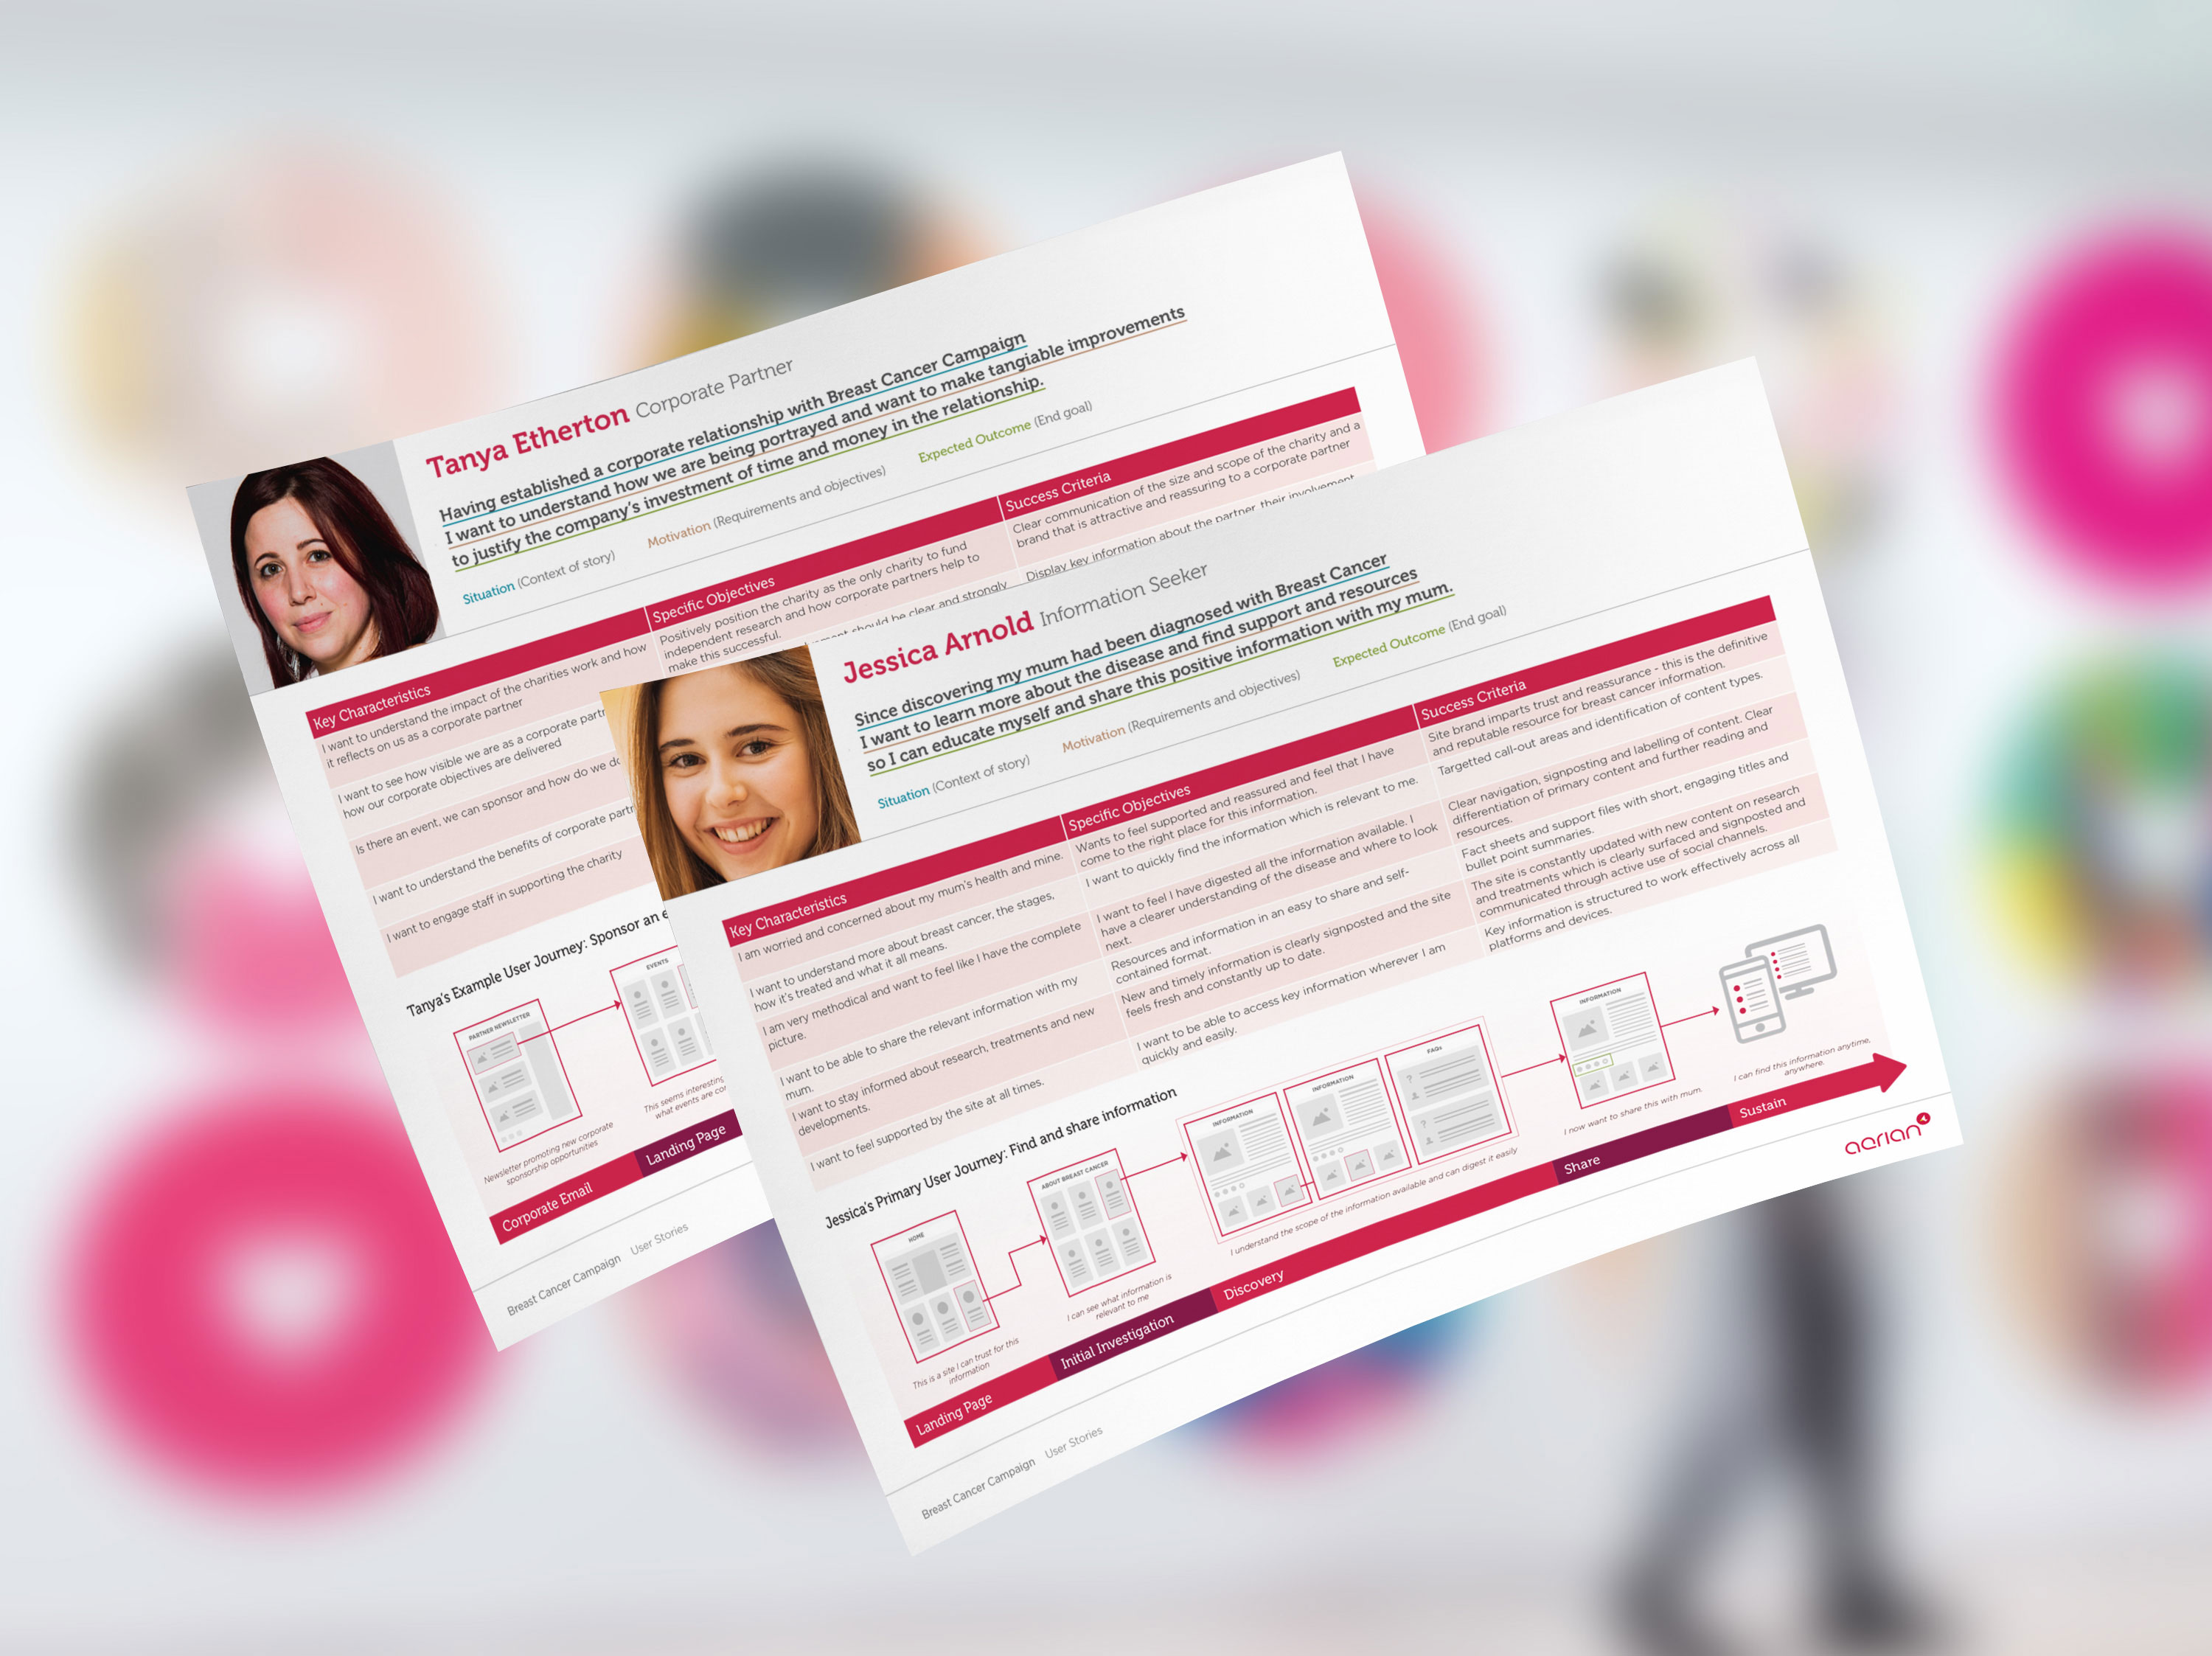 Tanya Etherton Corporate Partner
Having established a corporate relationship with Breast Cancer Campaign
I want to understand how we are being portrayed and want to make tangiable improvements
to justify the company's investment of time and money in the relationship.
Situation (Context of story)
Motivation (Requirements and objectives)
Expected Outcome (End goal)
Key Characteristics
Specific Objectives
Success Criteria
I want to understand the impact of the charities work and how
it reflects on us as a corporate partner
Positively position the charity as the only charity to fund
independent research and how corporate partners help to
make this successful.
Clear communication of the size and scope of the charity and a
brand that is attractive and reassuring to a corporate partner
I want to see how visible we are as a corporate
how our corporate objectives are delivered
should be clear and strongly
Display key information about the partner, their involvement
Is there an event, we can sponsor and how do we
I want to understand the benefits of corporate
I want to engage staff in supporting the charity
Tanya's Example User Journey: Sponsor an
PARTNER NEWSLETTER
EVENTS
Newsletter promoting new corporate
sponsorship opportunities
This seems interesting
what events are
Corporate Email
Landing Page
Breast Cancer Campaign User Stories
Jessica Arnold Information Seeker
Since discovering my mum had been diagnosed with Breast Cancer
I want to learn more about the disease and find support and resources
so I can educate myself and share this positive information with my mum.
Situation (Context of story)
Motivation (Requirements and objectives)
Expected Outcome (End goal)
Key Characteristics
Specific Objectives
Success Criteria
I am worried and concerned about my mum's health and mine.
Wants to feel supported and reassured and feel that I have
come to the right place for this information.
Site brand imparts trust and reassurance - this is the definitive
and reputable resource for breast cancer information.
I want to understand more about breast cancer, the stages,
how it's treated and what it all means.
I want to quickly find the information which is relevant to me.
Targetted call-out areas and identification of content types.
I am very methodical and want to feel like I have the complete
picture.
I want to feel I have digested all the information available. I
have a clearer understanding of the disease and where to look
next.
Clear navigation, signposting and labelling of content. Clear
differentiation of primary content and further reading and
resources.
I want to be able to share the relevant information with my
mum.
Resources and information in an easy to share and self-
contained format.
Fact sheets and support files with short, engaging titles and
bullet point summaries.
I want to stay informed about research, treatments and new
developments.
New and timely information is clearly signposted and the site
feels fresh and constantly up to date.
The site is constantly updated with new content on research
and treatments which is clearly surfaced and signposted and
communicated through active use of social channels.
I want to feel supported by the site at all times.
I want to be able to access key information wherever I am
quickly and easily.
Key information is structured to work effectively across all
platforms and devices.
Jessica's Primary User Journey: Find and share information
HOME
ABOUT BREAST CANCER
INFORMATION
INFORMATION
FAQs
INFORMATION
This is a site I can trust for this
information
I can see what information is
relevant to me
I understand the scope of the information available and can digest it easily
I now want to share this with mum.
I can find this information anytime,
anywhere.
Landing Page
Initial Investigation
Discovery
Share
Sustain
Breast Cancer Campaign User Stories
aerian